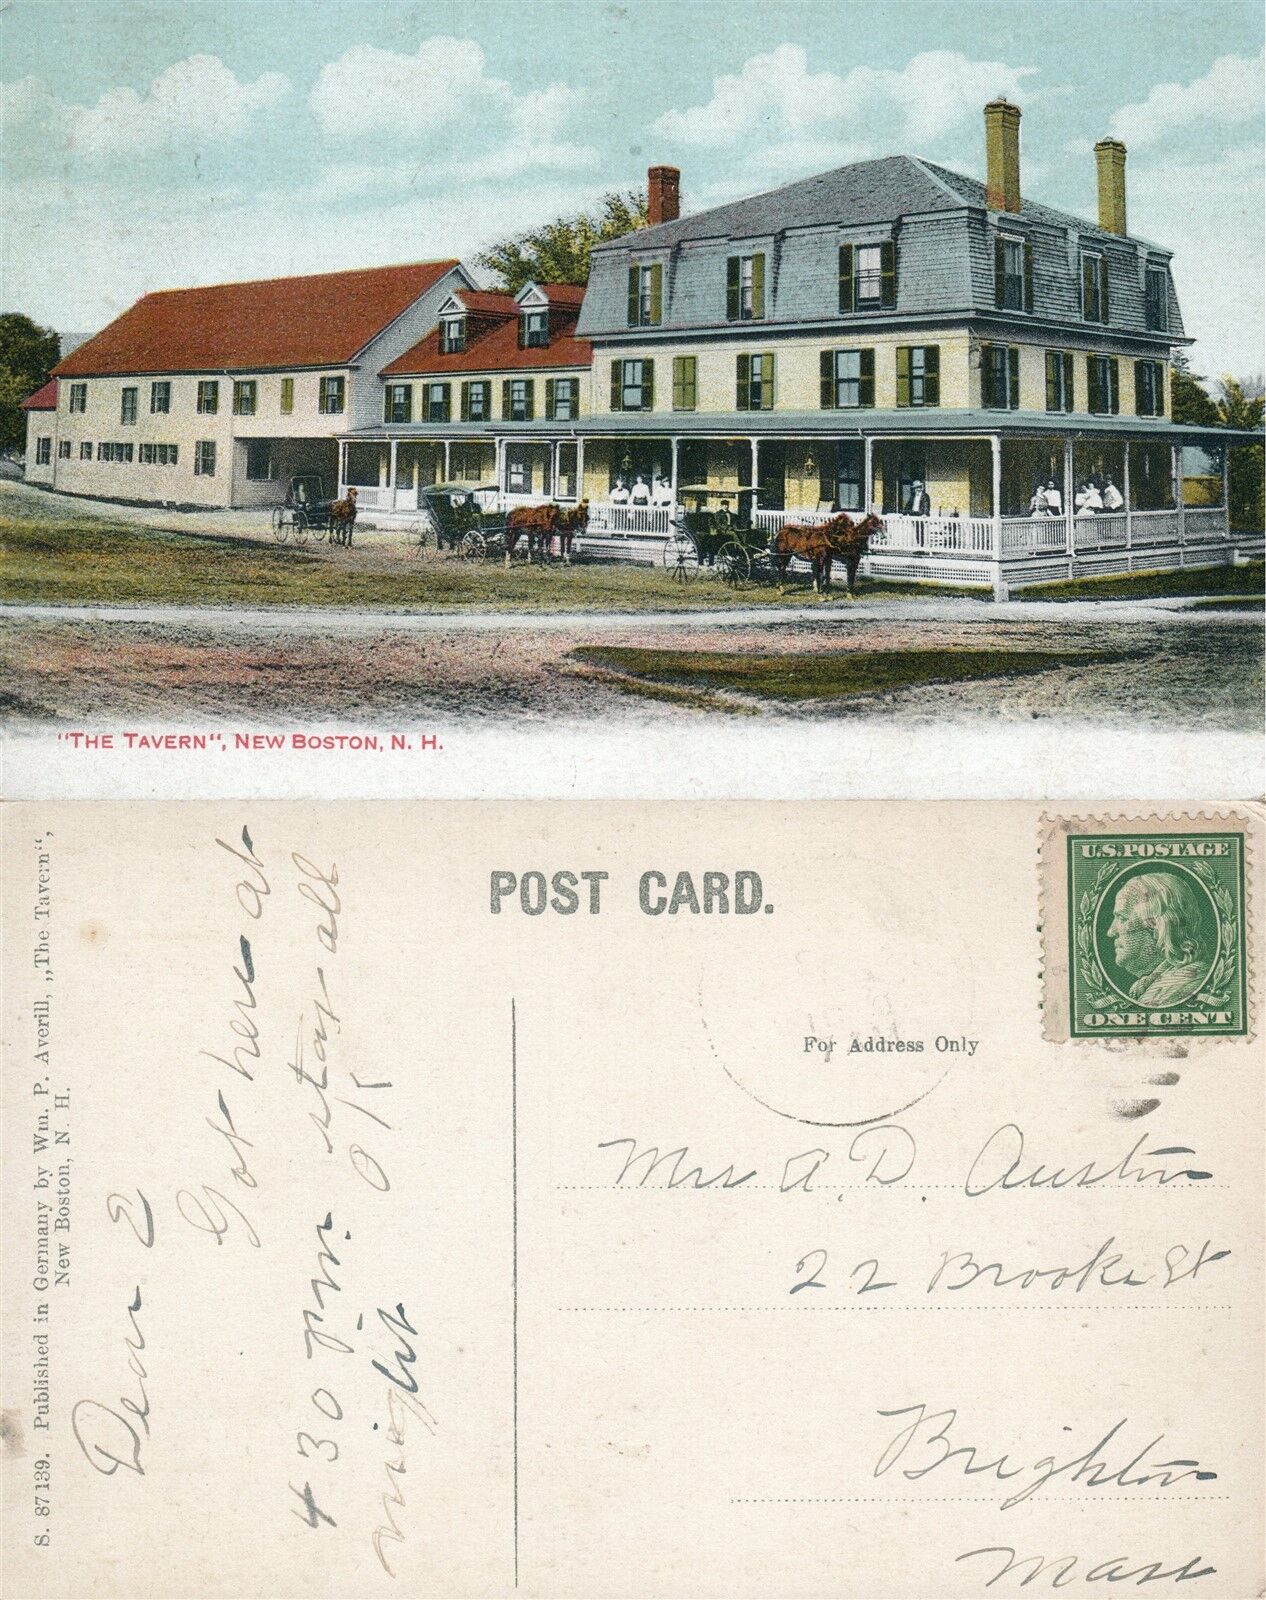 "THE TAVERN", NEW BOSTON, N. H.
S. 87139. Published in Germany by Wm. P. Averill, „The Tavern“,
New Boston, N. H.
Dear E
Got here at
4 30 pm. stay all
night
POST CARD.
For Address Only
U.S. POSTAGE
ONE CENT
Mrs A. D. Austin
22 Brooke St
Brighton
Mass